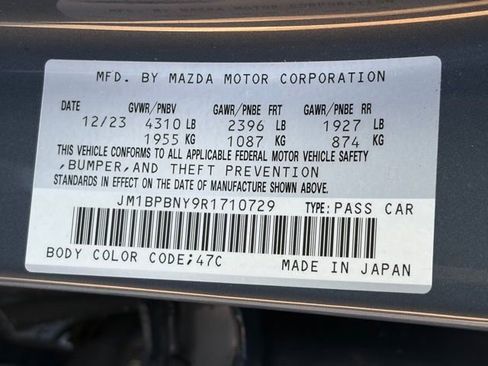 MFD. BY MAZDA MOTOR CORPORATION
DATE GVWR/PNBV GAWR/PNBE FRT GAWR/PNBE RR
12/23 4310 LB 2396 LB 1927 LB
1955 KG 1087 KG 874 KG
THIS VEHICLE CONFORMS TO ALL APPLICABLE FEDERAL MOTOR VEHICLE SAFETY
,BUMPER,AND THEFT PREVENTION
STANDARDS IN EFFECT ON THE DATE OF MANUFACTURE SHOWN ABOVE.
JM1BPBNY9R1710729 TYPE:PASS CAR
BODY COLOR CODE;47C MADE IN JAPAN